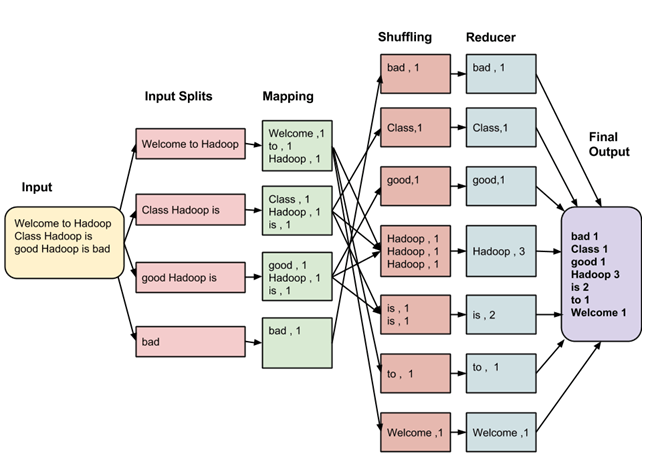 Shuffling
Reducer
Input Splits
Mapping
Final
Output
Input
Welcome to Hadoop
Class Hadoop is
good Hadoop is bad
Welcome to Hadoop
Class Hadoop is
good Hadoop is
bad
Welcome ,1
to , 1
Hadoop , 1
Class , 1
Hadoop , 1
is , 1
good , 1
Hadoop , 1
is , 1
bad , 1
bad , 1
Class,1
good,1
Hadoop , 1
Hadoop , 1
Hadoop , 1
is , 1
is , 1
to , 1
Welcome ,1
bad , 1
Class,1
good,1
Hadoop , 3
is , 2
to , 1
Welcome ,1
bad 1
Class 1
good 1
Hadoop 3
is 2
to 1
Welcome 1